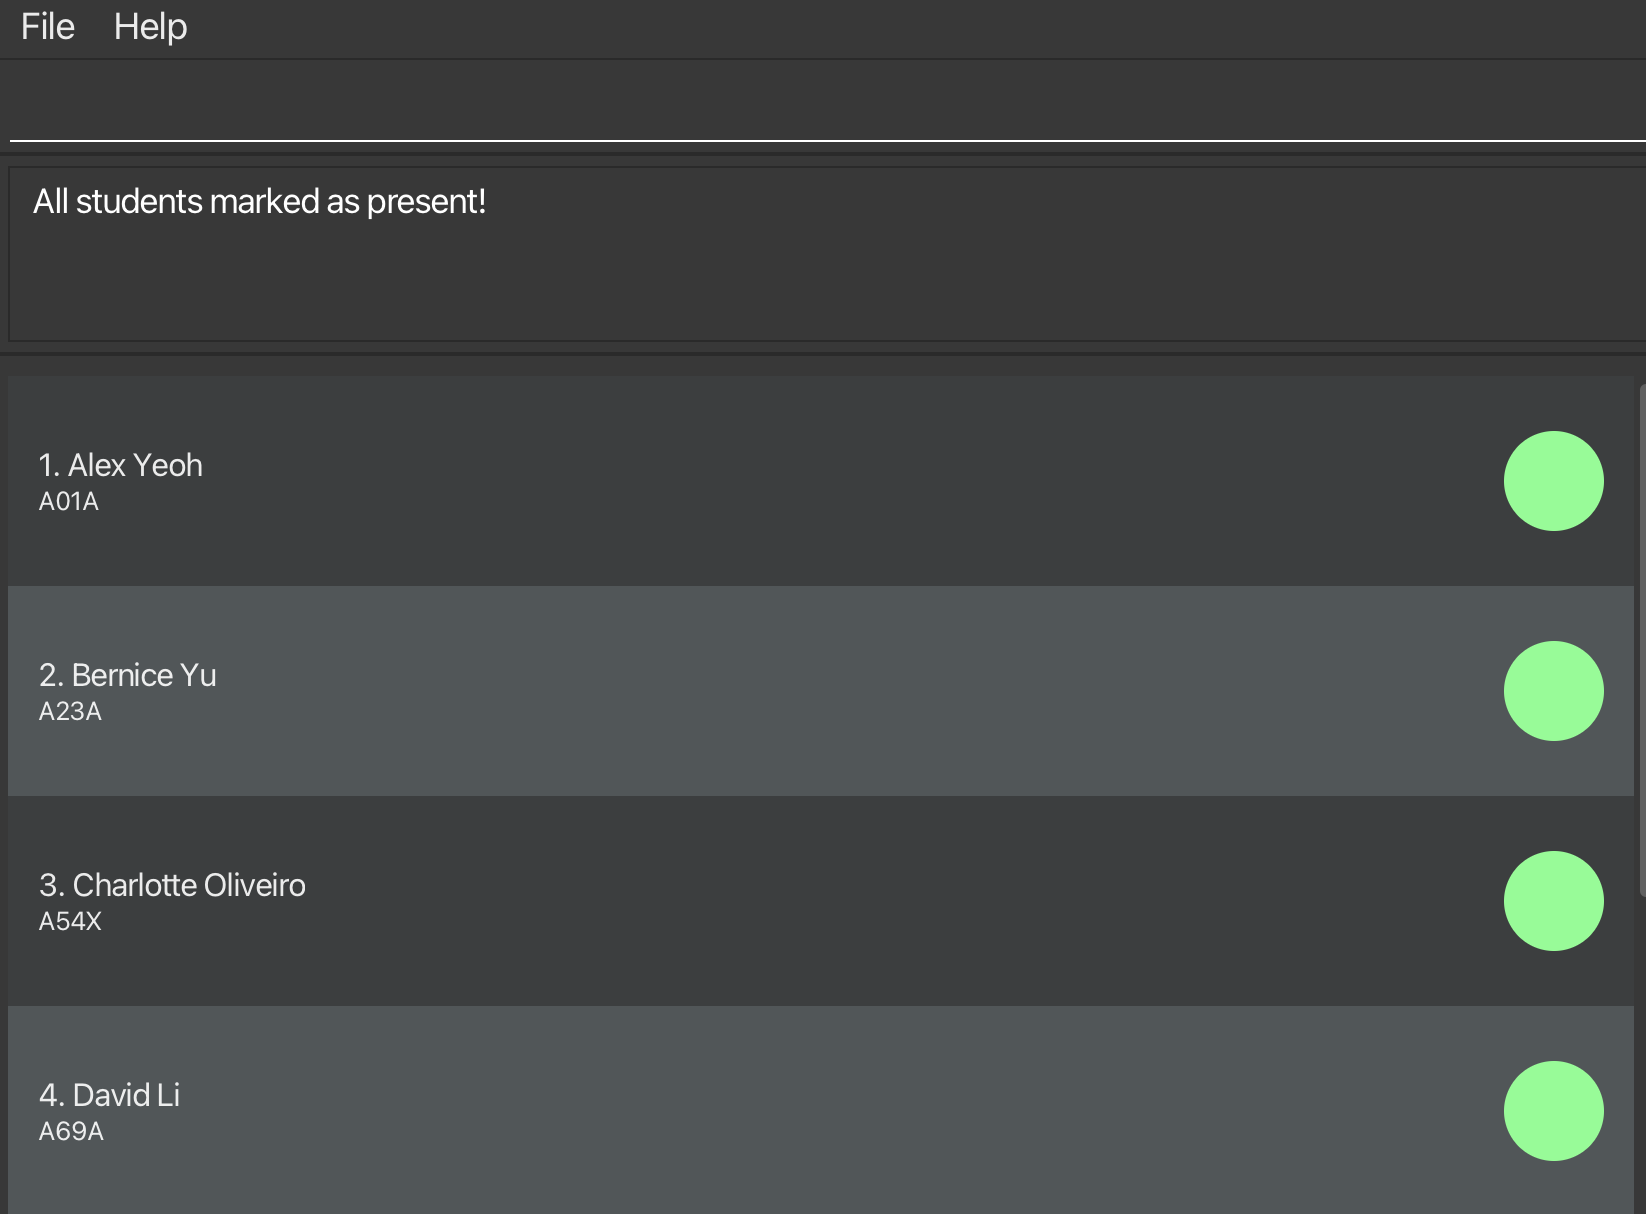 File Help
All students marked as present!
1. Alex Yeoh
A01A
2. Bernice Yu
A23A
3. Charlotte Oliveiro
A54X
4. David Li
A69A